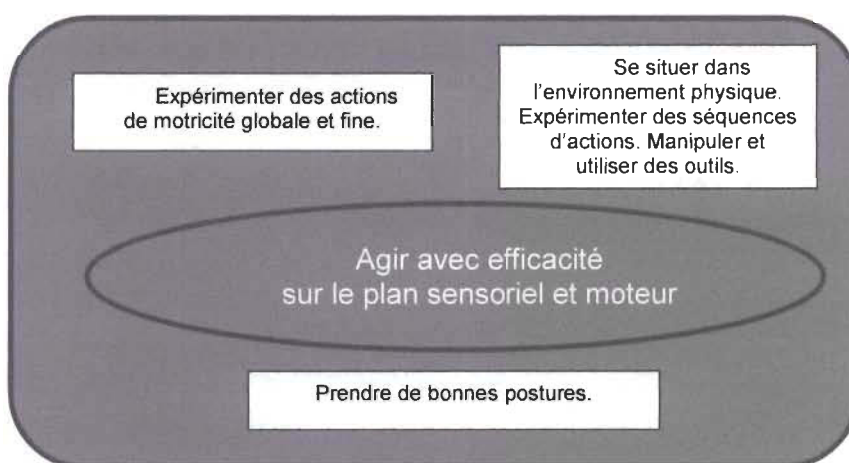 Expérimenter des actions
de motricité globale et fine.
Se situer dans
l'environnement physique.
Expérimenter des séquences
d'actions. Manipuler et
utiliser des outils.
Agir avec efficacité
sur le plan sensoriel et moteur
Prendre de bonnes postures.